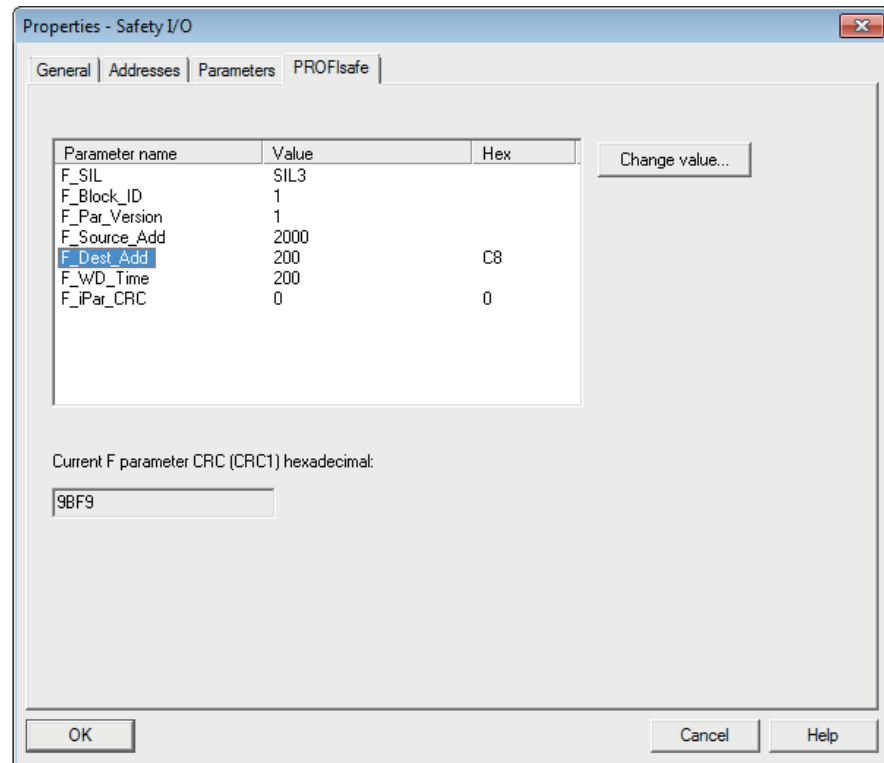 Properties - Safety I/O
General Addresses Parameters PROFIsafe
Parameter name Value Hex
F_SIL SIL3
F_Block_ID 1
F_Par_Version 1
F_Source_Add 2000
F_Dest_Add 200 C8
F_WD_Time 200
F_iPar_CRC 0 0
Change value...
Current F parameter CRC (CRC1) hexadecimal:
9BF9
OK Cancel Help